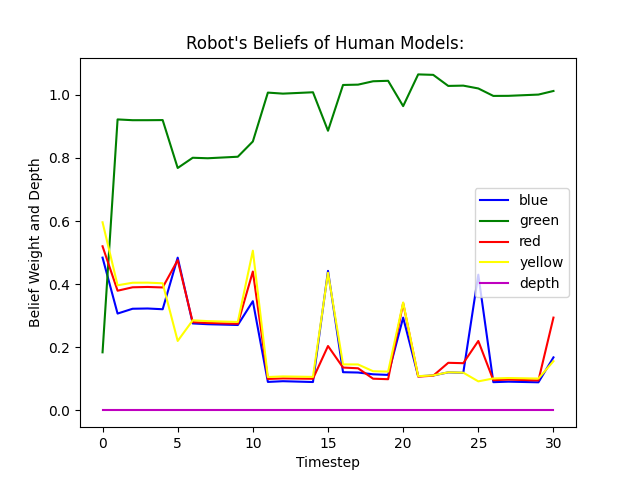 Robot's Beliefs of Human Models:
Belief Weight and Depth
1.0
0.8
0.6
0.4
0.2
0.0
blue
green
red
yellow
depth
0 5 10 15 20 25 30
Timestep